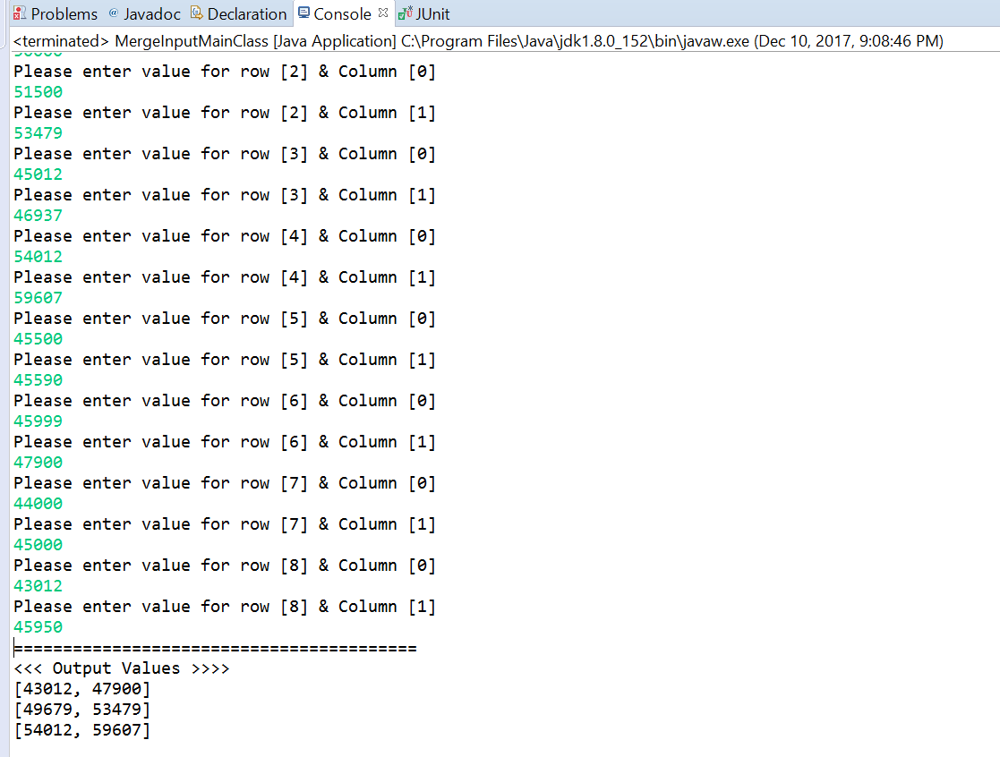 Problems @ Javadoc Declaration Console JUnit
<terminated> MergeInputMainClass [Java Application] C:\Program Files\Java\jdk1.8.0_152\bin\javaw.exe (Dec 10, 2017, 9:08:46 PM)
Please enter value for row [2] & Column [0]
51500
Please enter value for row [2] & Column [1]
53479
Please enter value for row [3] & Column [0]
45012
Please enter value for row [3] & Column [1]
46937
Please enter value for row [4] & Column [0]
54012
Please enter value for row [4] & Column [1]
59607
Please enter value for row [5] & Column [0]
45500
Please enter value for row [5] & Column [1]
45590
Please enter value for row [6] & Column [0]
45999
Please enter value for row [6] & Column [1]
47900
Please enter value for row [7] & Column [0]
44000
Please enter value for row [7] & Column [1]
45000
Please enter value for row [8] & Column [0]
43012
Please enter value for row [8] & Column [1]
45950
=========================================
<<< Output Values >>>>
[43012, 47900]
[49679, 53479]
[54012, 59607]